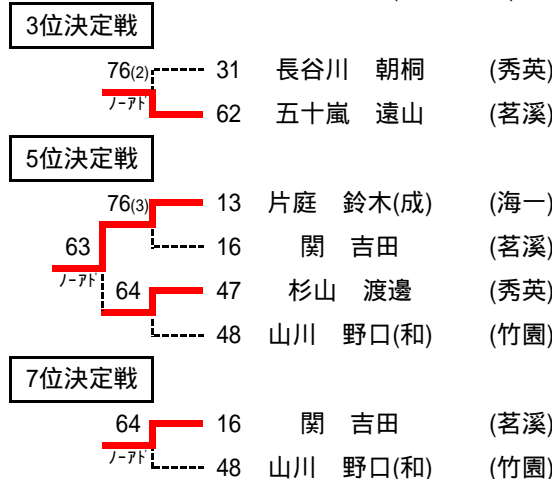 3位決定戦
76(2) 31 長谷川 朝桐 (秀英)
ノーアド 62 五十嵐 遠山 (茗溪)
5位決定戦
76(3) 13 片庭 鈴木(成) (海一)
16 関 吉田 (茗溪)
63
ノーアド 64 47 杉山 渡邊 (秀英)
48 山川 野口(和) (竹園)
7位決定戦
64 16 関 吉田 (茗溪)
ノーアド 48 山川 野口(和) (竹園)